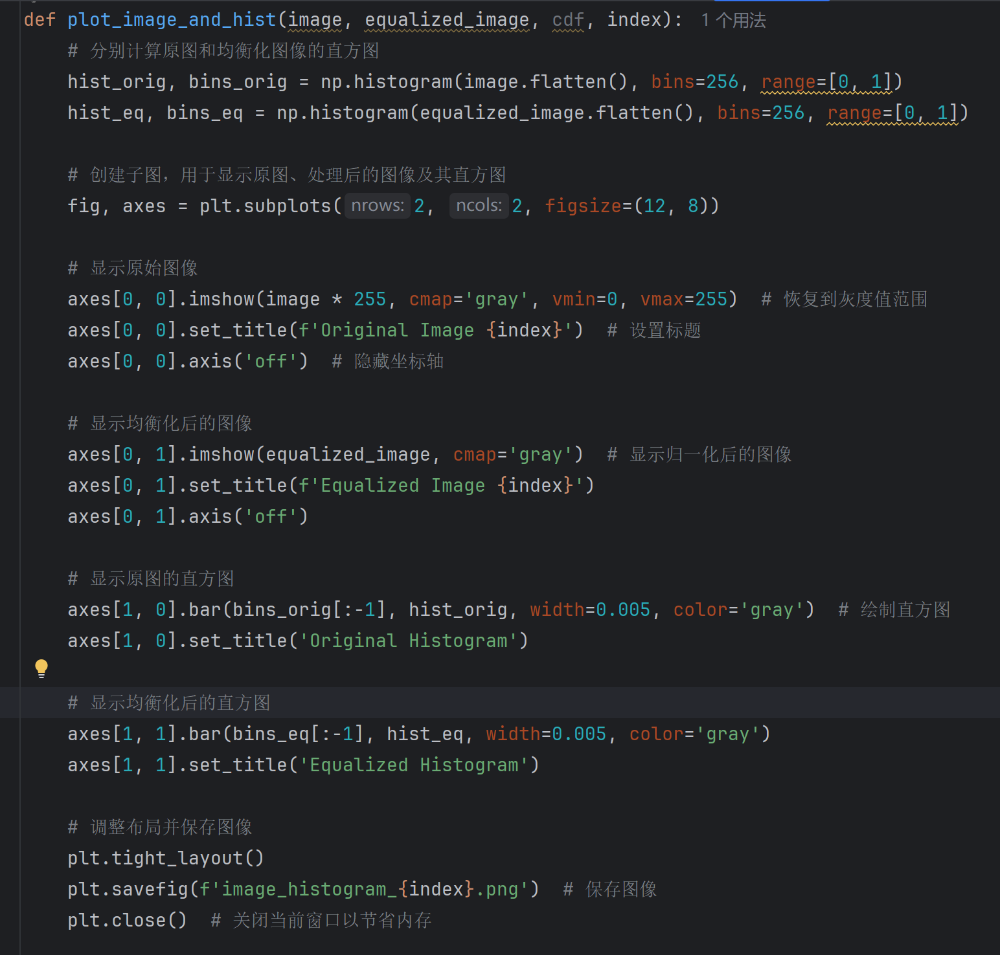 def plot_image_and_hist(image, equalized_image, cdf, index): 1 个用法
# 分别计算原图和均衡化图像的直方图
hist_orig, bins_orig = np.histogram(image.flatten(), bins=256, range=[0, 1])
hist_eq, bins_eq = np.histogram(equalized_image.flatten(), bins=256, range=[0, 1])
# 创建子图，用于显示原图、处理后的图像及其直方图
fig, axes = plt.subplots( nrows: 2, ncols: 2, figsize=(12, 8))
# 显示原始图像
axes[0, 0].imshow(image * 255, cmap='gray', vmin=0, vmax=255)  # 恢复到灰度值范围
axes[0, 0].set_title(f'Original Image {index}')  # 设置标题
axes[0, 0].axis('off')  # 隐藏坐标轴
# 显示均衡化后的图像
axes[0, 1].imshow(equalized_image, cmap='gray')  # 显示归一化后的图像
axes[0, 1].set_title(f'Equalized Image {index}')
axes[0, 1].axis('off')
# 显示原图的直方图
axes[1, 0].bar(bins_orig[:-1], hist_orig, width=0.005, color='gray')  # 绘制直方图
axes[1, 0].set_title('Original Histogram')
# 显示均衡化后的直方图
axes[1, 1].bar(bins_eq[:-1], hist_eq, width=0.005, color='gray')
axes[1, 1].set_title('Equalized Histogram')
# 调整布局并保存图像
plt.tight_layout()
plt.savefig(f'image_histogram_{index}.png')  # 保存图像
plt.close()  # 关闭当前窗口以节省内存